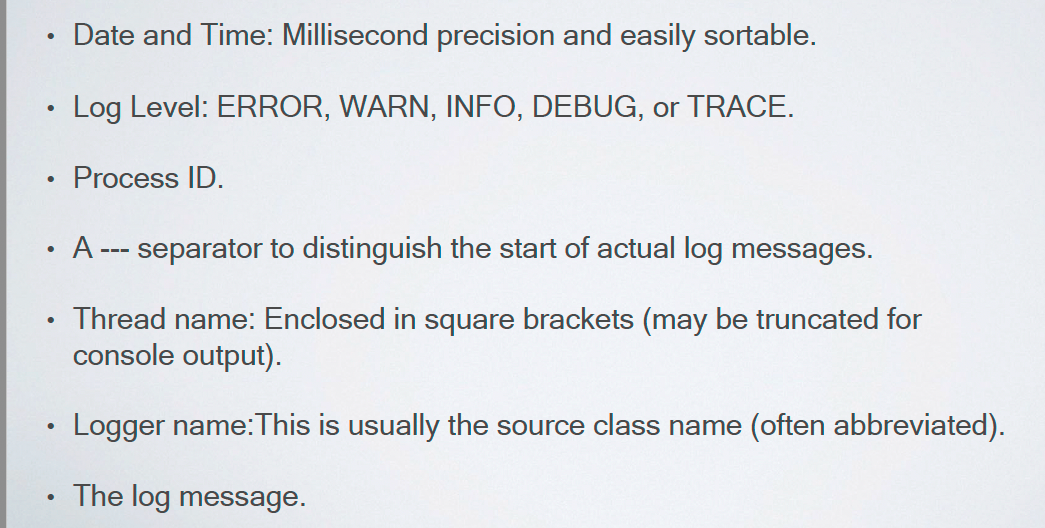 • Date and Time: Millisecond precision and easily sortable.
• Log Level: ERROR, WARN, INFO, DEBUG, or TRACE.
• Process ID.
• A --- separator to distinguish the start of actual log messages.
• Thread name: Enclosed in square brackets (may be truncated for
console output).
• Logger name:This is usually the source class name (often abbreviated).
• The log message.